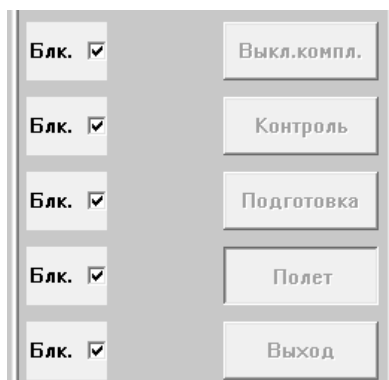 Блк. Выкл.компл.
Блк. Контроль
Блк. Подготовка
Блк. Полет
Блк. Выход